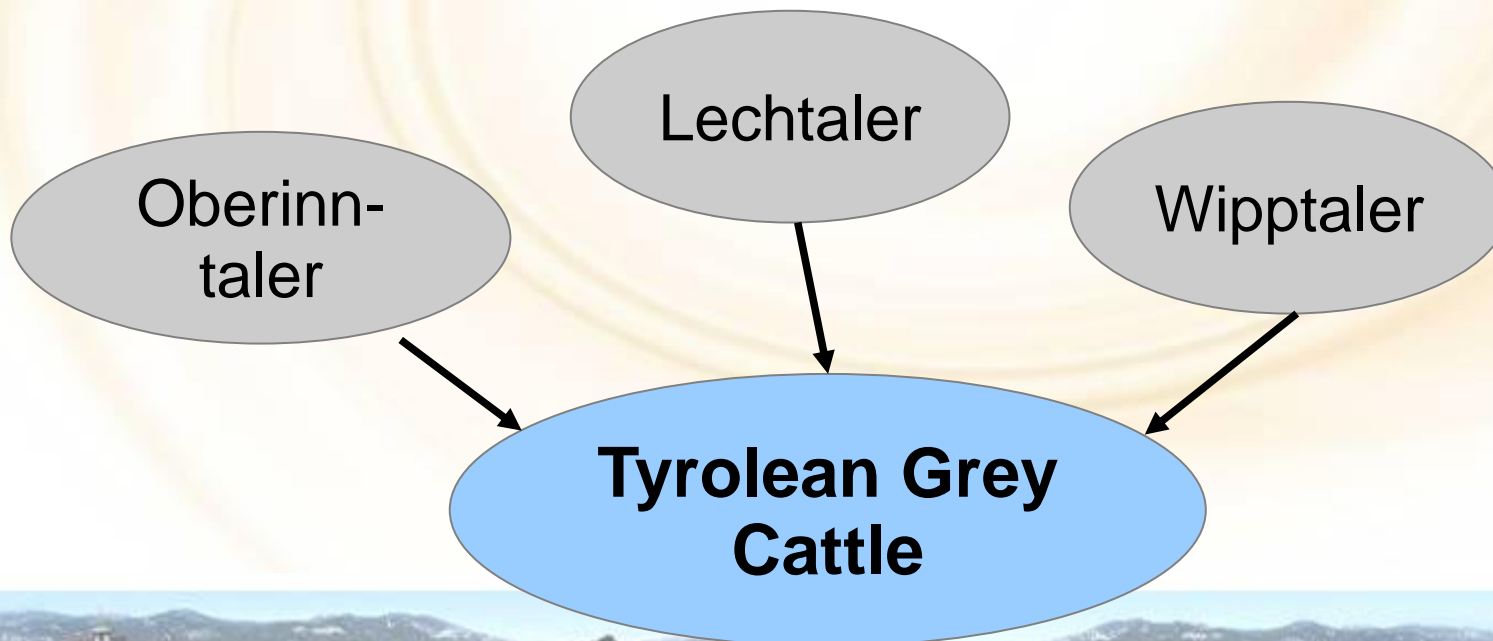 Lechtaler
Oberinn-
taler
Wipptaler
Tyrolean Grey
Cattle